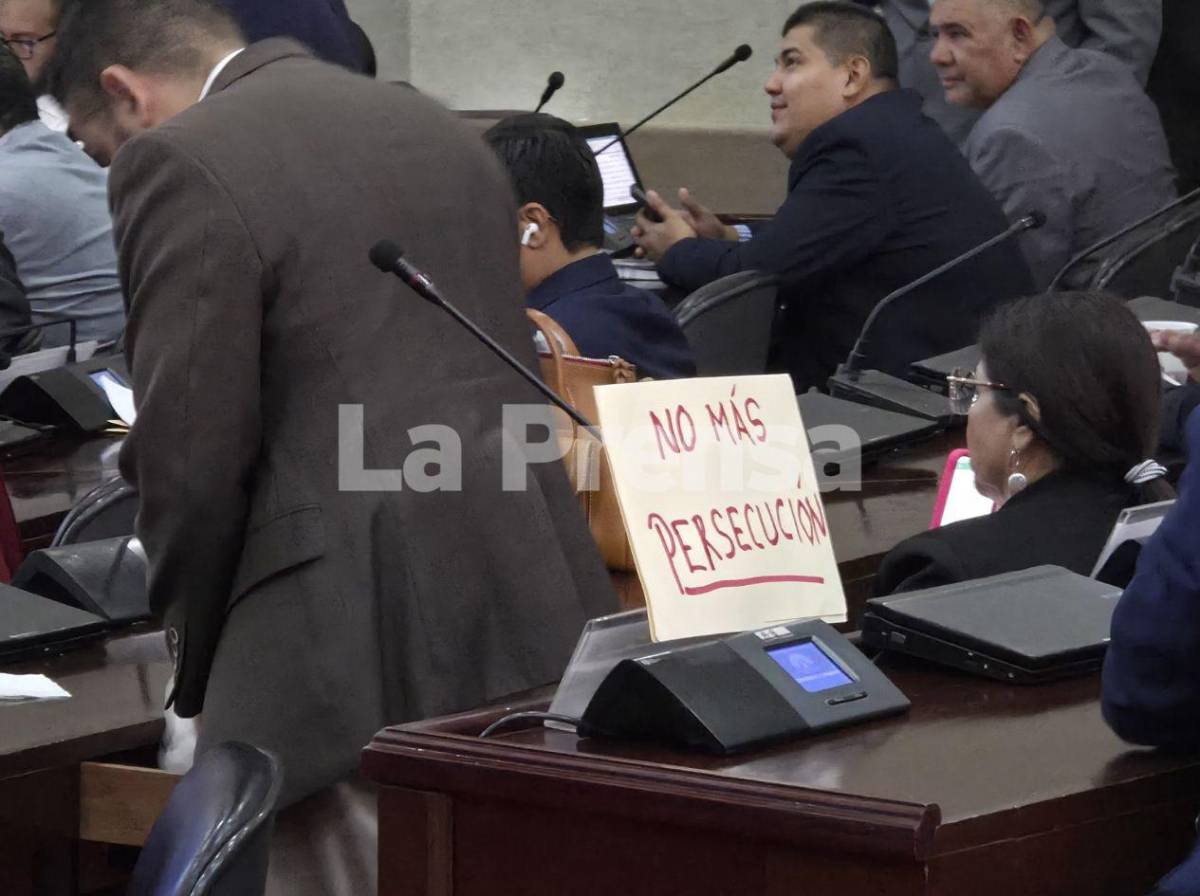 NO MÁS
PERSECUCIÓN
La Prensa